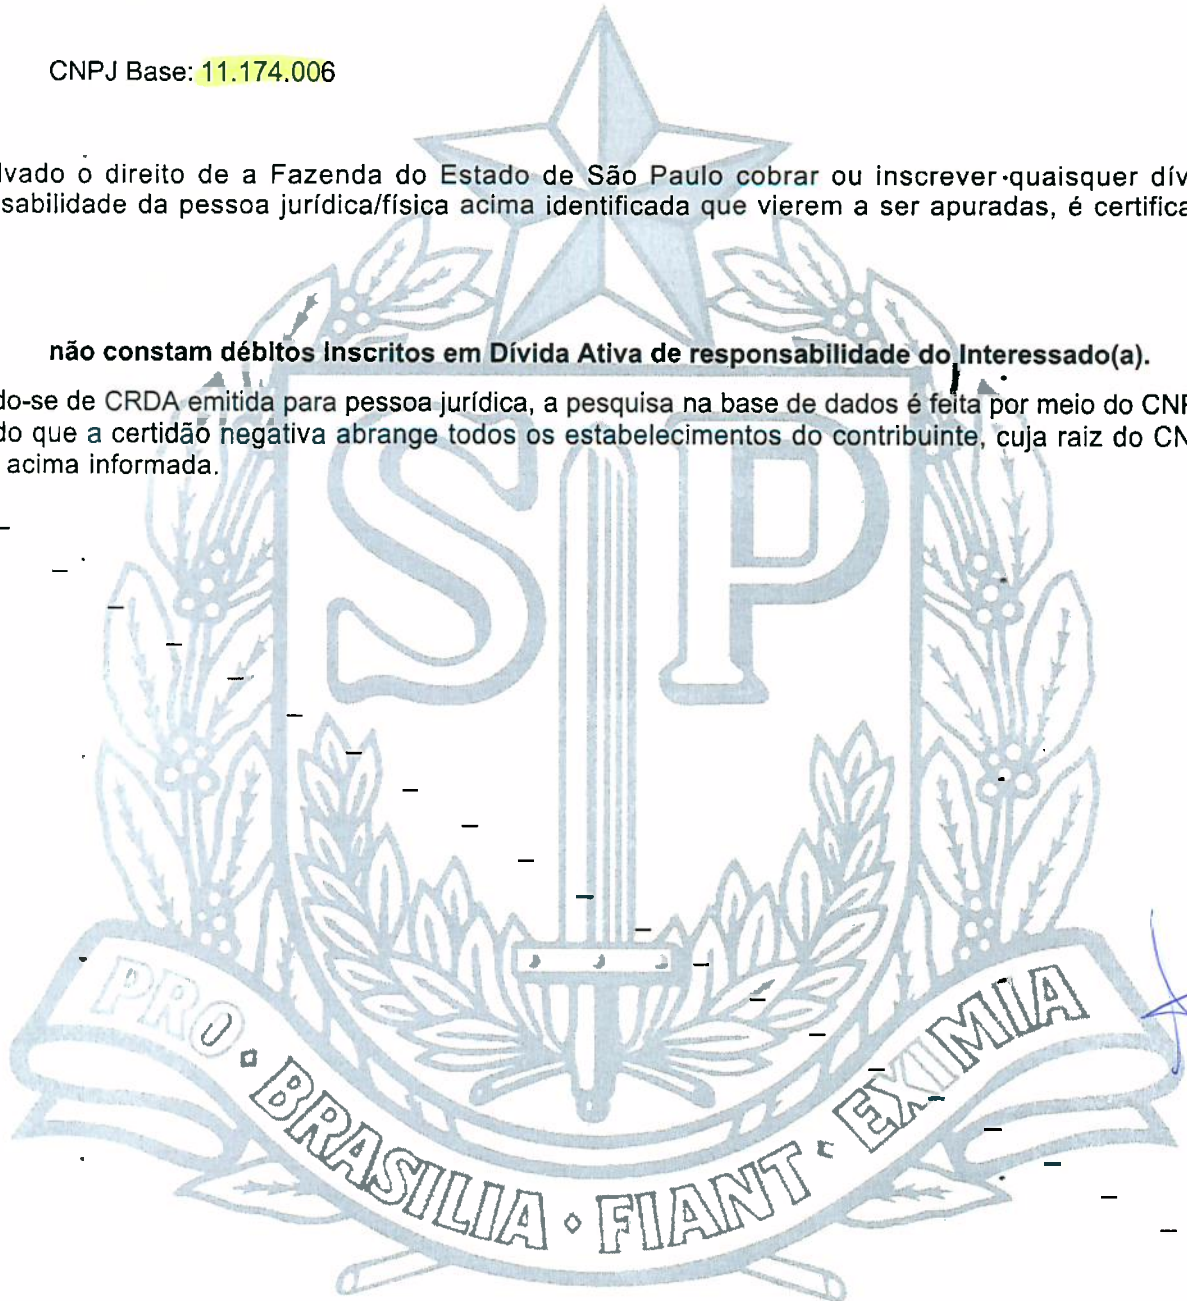 CNPJ Base: 11.174.006
lvado o direito de a Fazenda do Estado de São Paulo cobrar ou inscrever quaisquer dív
sabilidade da pessoa jurídica/física acima identificada que vierem a ser apuradas, é certifica
não constam débitos inscritos em Dívida Ativa de responsabilidade do Interessado(a).
do-se de CRDA emitida para pessoa jurídica, a pesquisa na base de dados é feita por meio do CNP
do que a certidão negativa abrange todos os estabelecimentos do contribuinte, cuja raiz do CN
acima informada.
SP
PRO • BRASILIA • FIANT • EXIMIA